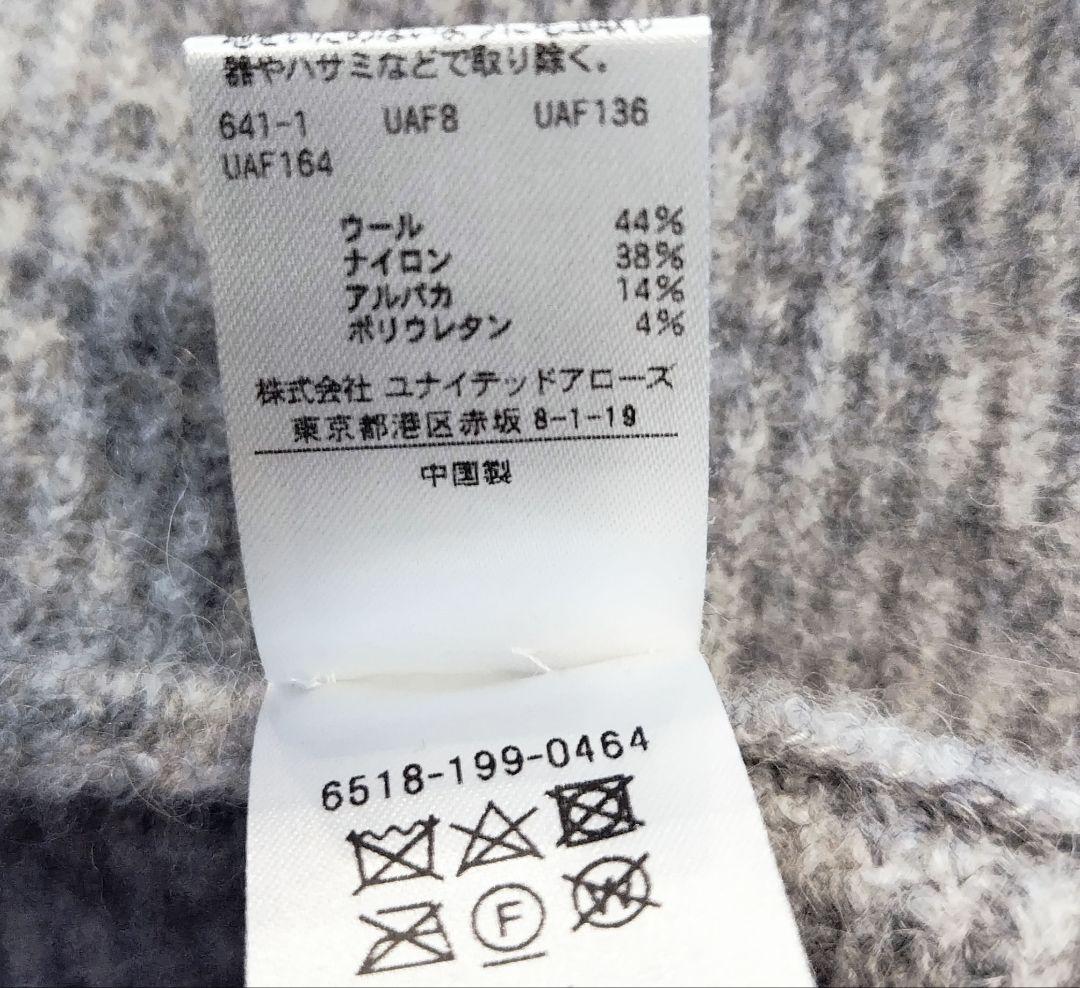 器やハサミなどで取り除く。
641-1 UAF8 UAF136
UAF164
ウール 44%
ナイロン 38%
アルパカ 14%
ポリウレタン 4%
株式会社 ユナイテッドアローズ
東京都港区赤坂 8-1-19
中国製
6518-199-0464
F
W